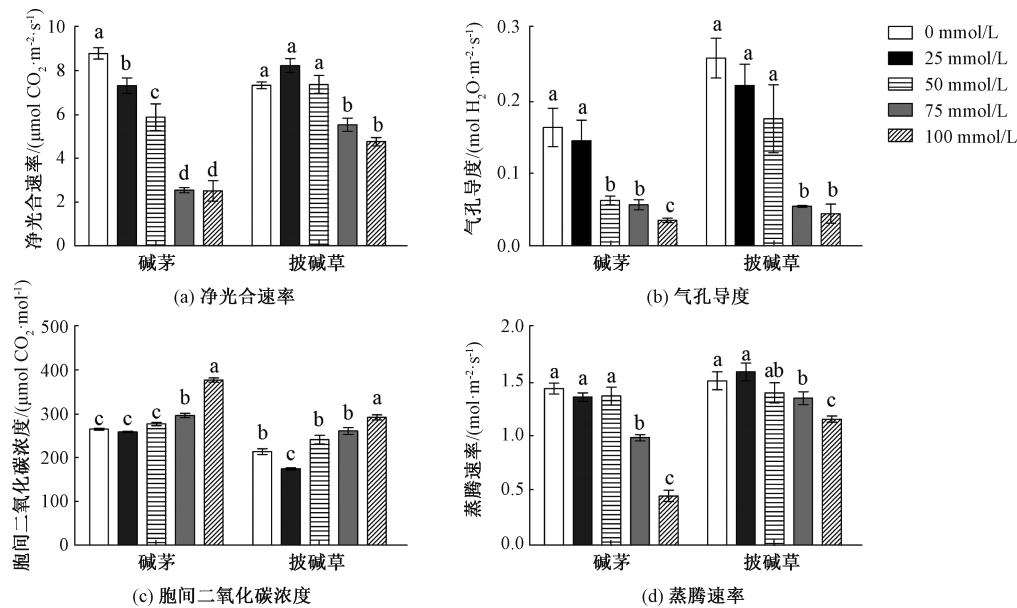 净光合速率/(μmol CO₂·m⁻²·s⁻¹)
10
8
6
4
2
0
a
b
c
d
d
a
a
a
b
b
碱茅
披碱草
(a) 净光合速率
气孔导度/(mol H₂O·m⁻²·s⁻¹)
0.3
0.2
0.1
0.0
a
a
b
b
c
a
a
a
b
b
碱茅
披碱草
(b) 气孔导度
0 mmol/L
25 mmol/L
50 mmol/L
75 mmol/L
100 mmol/L
胞间二氧化碳浓度/(μmol CO₂·mol⁻¹)
500
400
300
200
100
0
c
c
c
b
a
b
c
b
b
a
碱茅
披碱草
(c) 胞间二氧化碳浓度
蒸腾速率/(mol·m⁻²·s⁻¹)
2.0
1.5
1.0
0.5
0.0
a
a
a
b
c
a
a
ab
b
c
碱茅
披碱草
(d) 蒸腾速率